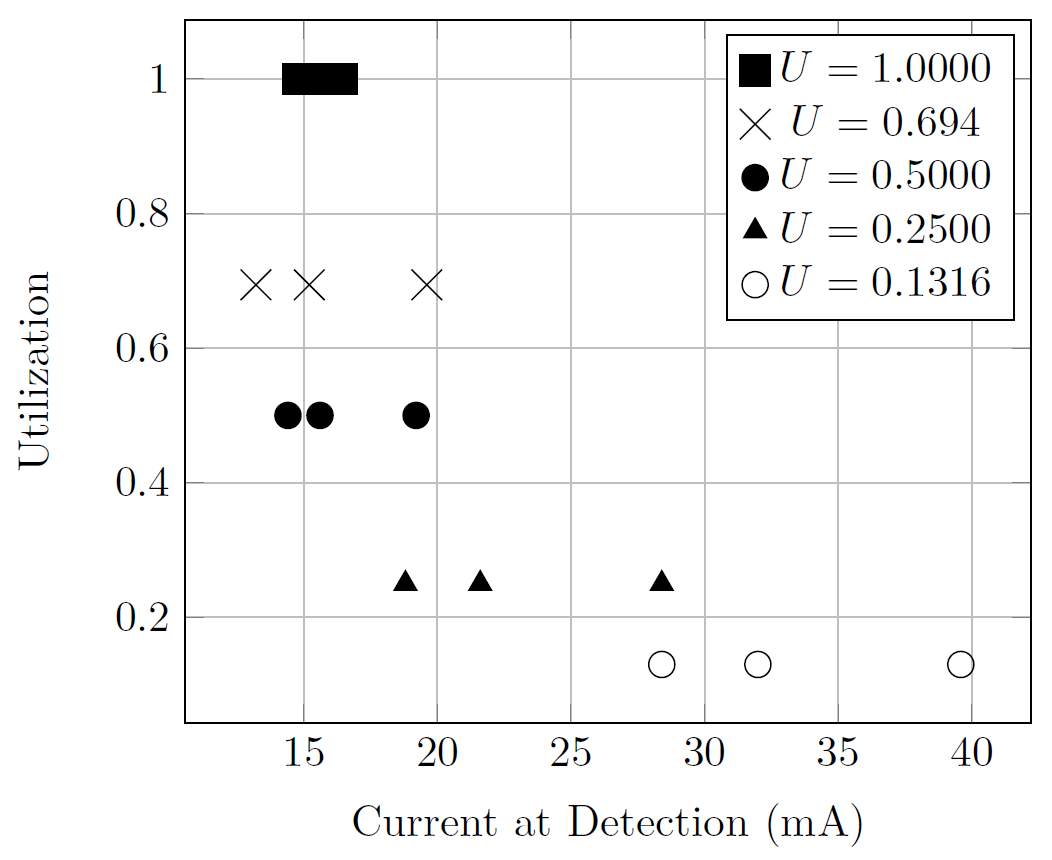 U = 1.0000
U = 0.694
U = 0.5000
U = 0.2500
U = 0.1316
1
0.8
0.6
0.4
0.2
Utilization
15 20 25 30 35 40
Current at Detection (mA)